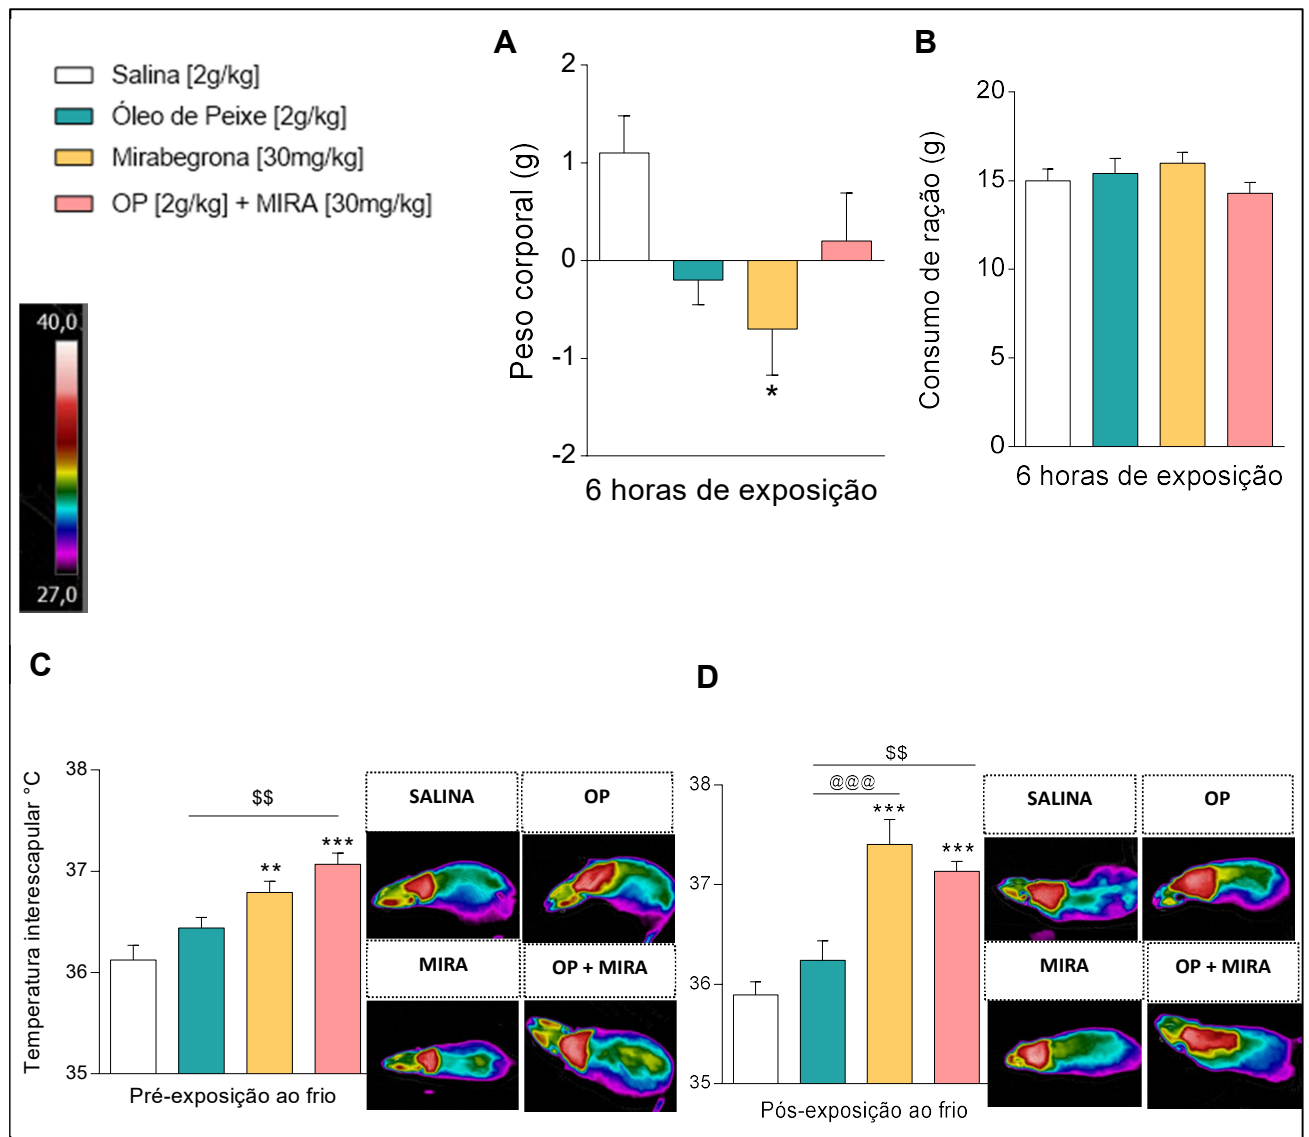 Salina [2g/kg]
Óleo de Peixe [2g/kg]
Mirabegrona [30mg/kg]
OP [2g/kg] + MIRA [30mg/kg]
40,0
27,0
A
Peso corporal (g)
2
1
0
-1
-2
*
6 horas de exposição
B
Consumo de ração (g)
20
15
10
5
0
6 horas de exposição
C
Temperatura interescapular °C
38
37
36
35
$$
**
***
Pré-exposição ao frio
SALINA
OP
MIRA
OP + MIRA
D
38
37
36
35
$$
@@@
***
***
Pós-exposição ao frio
SALINA
OP
MIRA
OP + MIRA